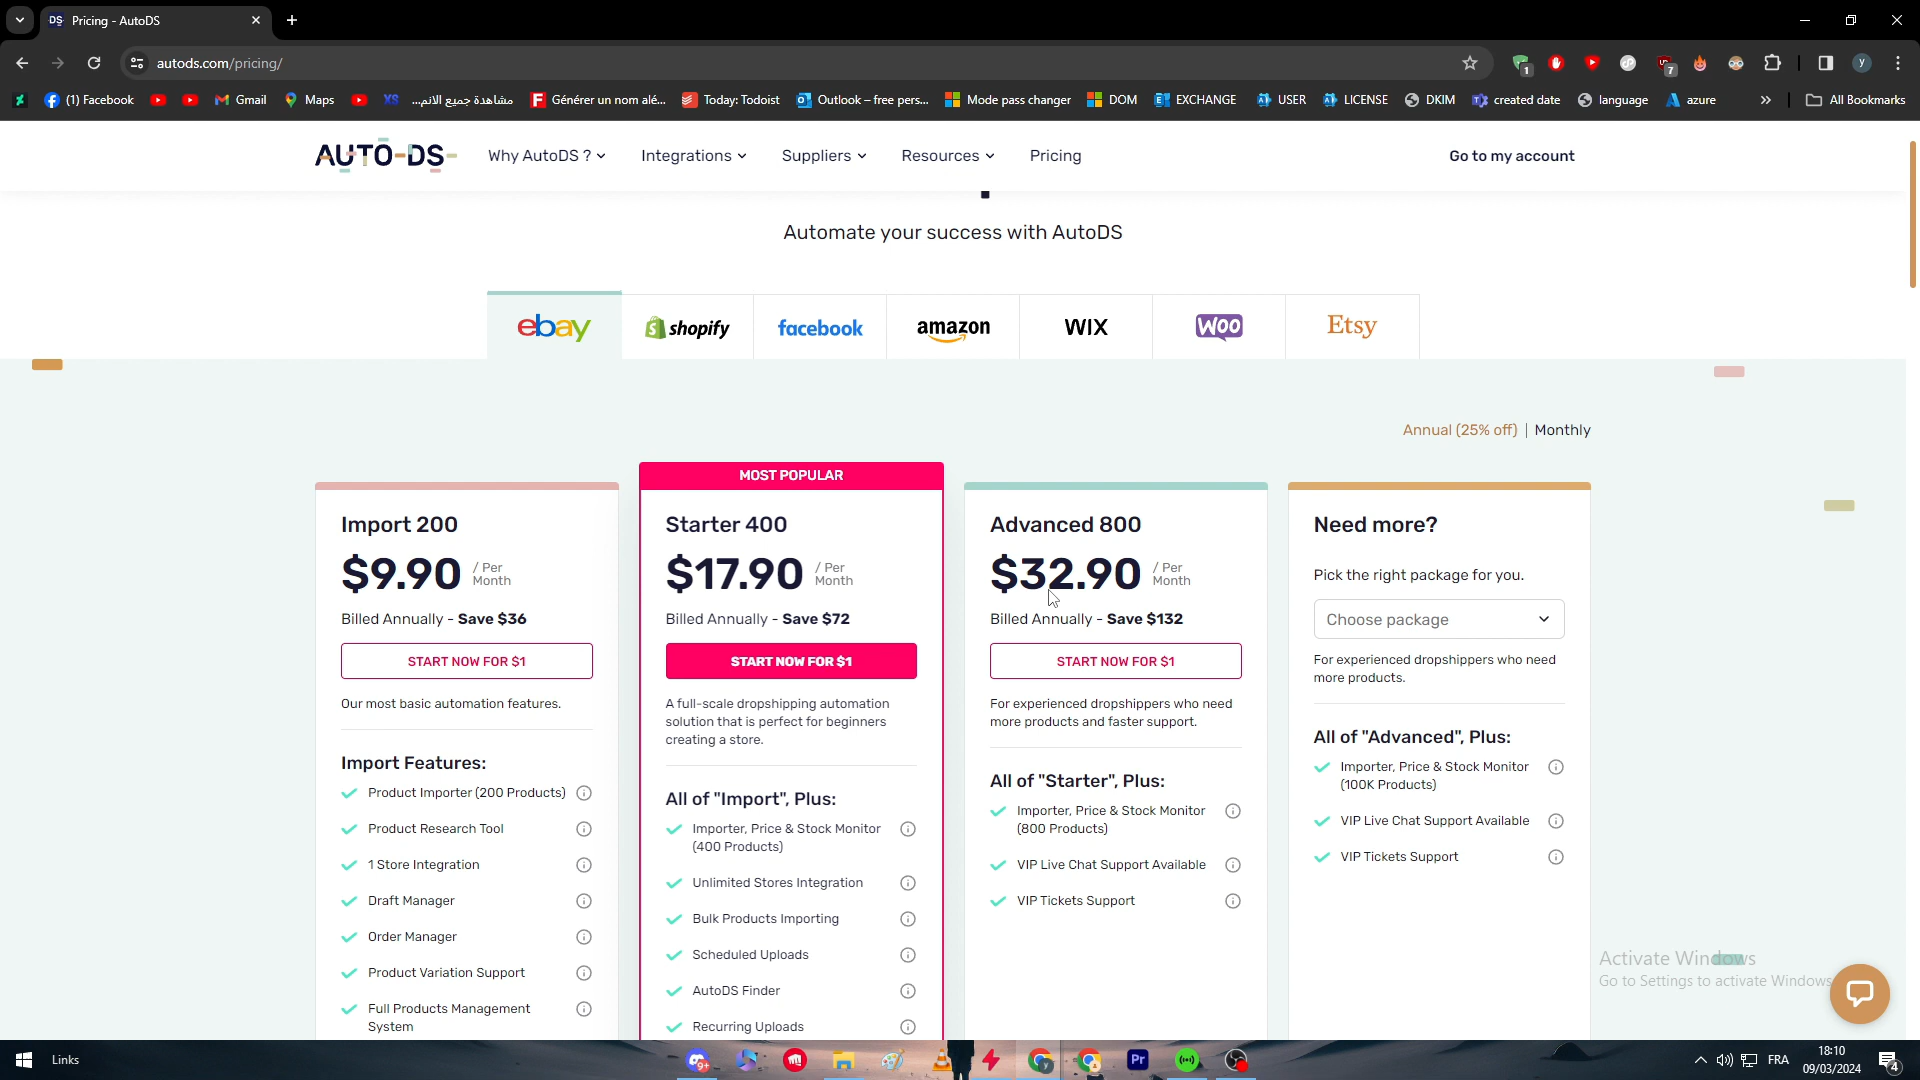 DS Pricing - AutoDS
autods.com/pricing/
1
7
y
(1) Facebook
Gmail
Maps
XS
مشاهدة جميع الانم...
Générer un nom alé...
Today: Todoist
Outlook – free pers...
Mode pass changer
DOM
EXCHANGE
USER
LICENSE
DKIM
created date
language
azure
All Bookmarks
AUTO-DS-
Why AutoDS ?
Integrations
Suppliers
Resources
Pricing
Go to my account
Automate your success with AutoDS
ebay
shopify
facebook
amazon
WIX
WOO
Etsy
Annual (25% off) | Monthly
Import 200
$9.90 / Per Month
Billed Annually - Save $36
START NOW FOR $1
Our most basic automation features.
Import Features:
Product Importer (200 Products)
Product Research Tool
1 Store Integration
Draft Manager
Order Manager
Product Variation Support
Full Products Management
System
MOST POPULAR
Starter 400
$17.90 / Per Month
Billed Annually - Save $72
START NOW FOR $1
A full-scale dropshipping automation
solution that is perfect for beginners
creating a store.
All of "Import", Plus:
Importer, Price & Stock Monitor
(400 Products)
Unlimited Stores Integration
Bulk Products Importing
Scheduled Uploads
AutoDS Finder
Recurring Uploads
Advanced 800
$32.90 / Per Month
Billed Annually - Save $132
START NOW FOR $1
For experienced dropshippers who need
more products and faster support.
All of "Starter", Plus:
Importer, Price & Stock Monitor
(800 Products)
VIP Live Chat Support Available
VIP Tickets Support
Need more?
Pick the right package for you.
Choose package
For experienced dropshippers who need
more products.
All of "Advanced", Plus:
Importer, Price & Stock Monitor
(100K Products)
VIP Live Chat Support Available
VIP Tickets Support
Activate Windows
Go to Settings to activate Windows
Links
9+
Pr
FRA
18:10
09/03/2024
4